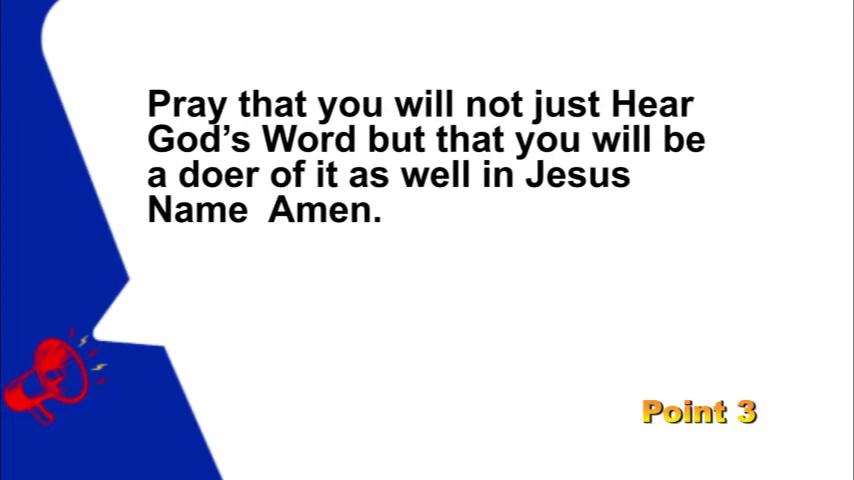 Pray that you will not just Hear
God’s Word but that you will be
a doer of it as well in Jesus
Name  Amen.
Point 3